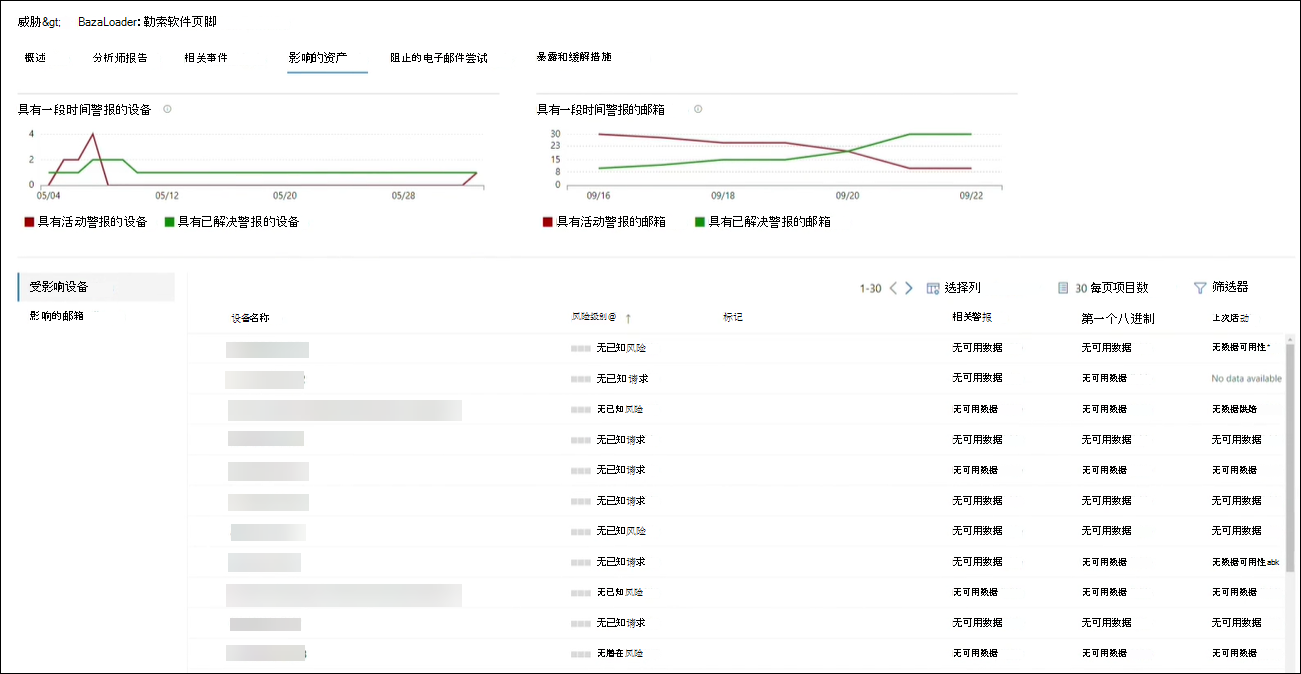 威胁&gt; BazaLoader: 勒索软件页脚
概述 分析师报告 相关事件 影响的资产 阻止的电子邮件尝试 暴露和缓解措施
具有一段时间警报的设备
4
2
0
05/04 05/12 05/20 05/28
具有活动警报的设备 具有已解决警报的设备
具有一段时间警报的邮箱
30
23
15
8
0
09/16 09/18 09/20 09/22
具有活动警报的邮箱 具有已解决警报的邮箱
受影响设备
影响的邮箱
1-30 选择列 30 每页项目数 筛选器
设备名称 风险级别@ ↑ 标记 相关警报 第一个八进制 上次活动
无已知风险 无可用数据 无可用数据 无数据可用性*
无已知请求 无可用数据 无可用数据 No data available
无已知风险 无可用数据 无可用数据 无数据
无已知请求 无可用数据 无可用数据 无可用数据
无已知请求 无可用数据 无可用数据 无可用数据
无已知请求 无可用数据 无可用数据 无可用数据
无已知风险 无可用数据 无可用数据 无可用数据
无已知请求 无可用数据 无可用数据 无数据可用性abk
无已知风险 无可用数据 无可用数据 无可用数据
无已知请求 无可用数据 无可用数据 无可用数据
无潜在风险 无可用数据 无可用数据 无可用数据